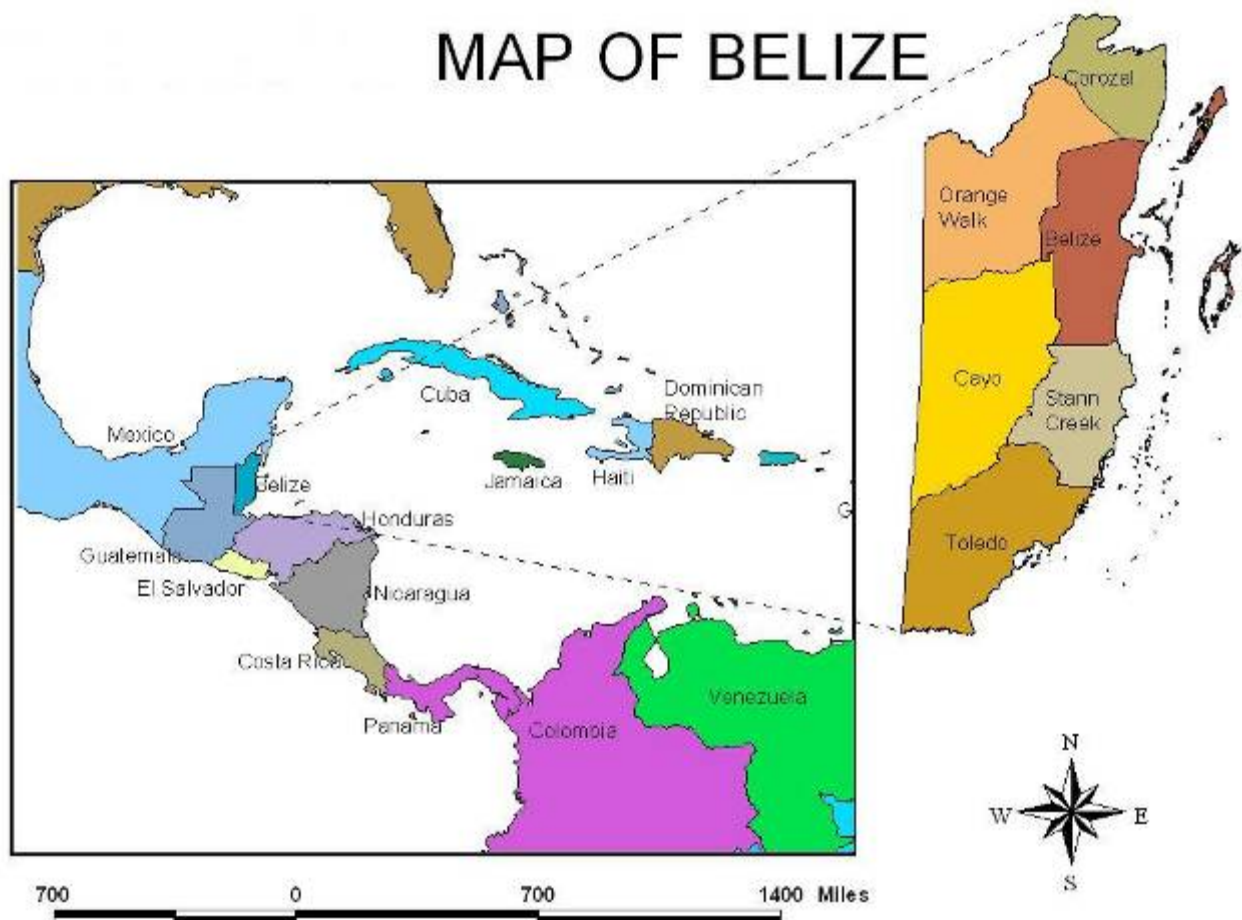 MAP OF BELIZE
Corozal
Orange
Walk
Belize
Cayo
Stann
Creek
Toledo
Mexico
Cuba
Dominican
Republic
Jamaica
Haiti
Belize
Honduras
G
Guatemala
El Salvador
Nicaragua
Costa Rica
Panama
Colombia
Venezuela
N
W
E
S
700 0 700 1400 Miles